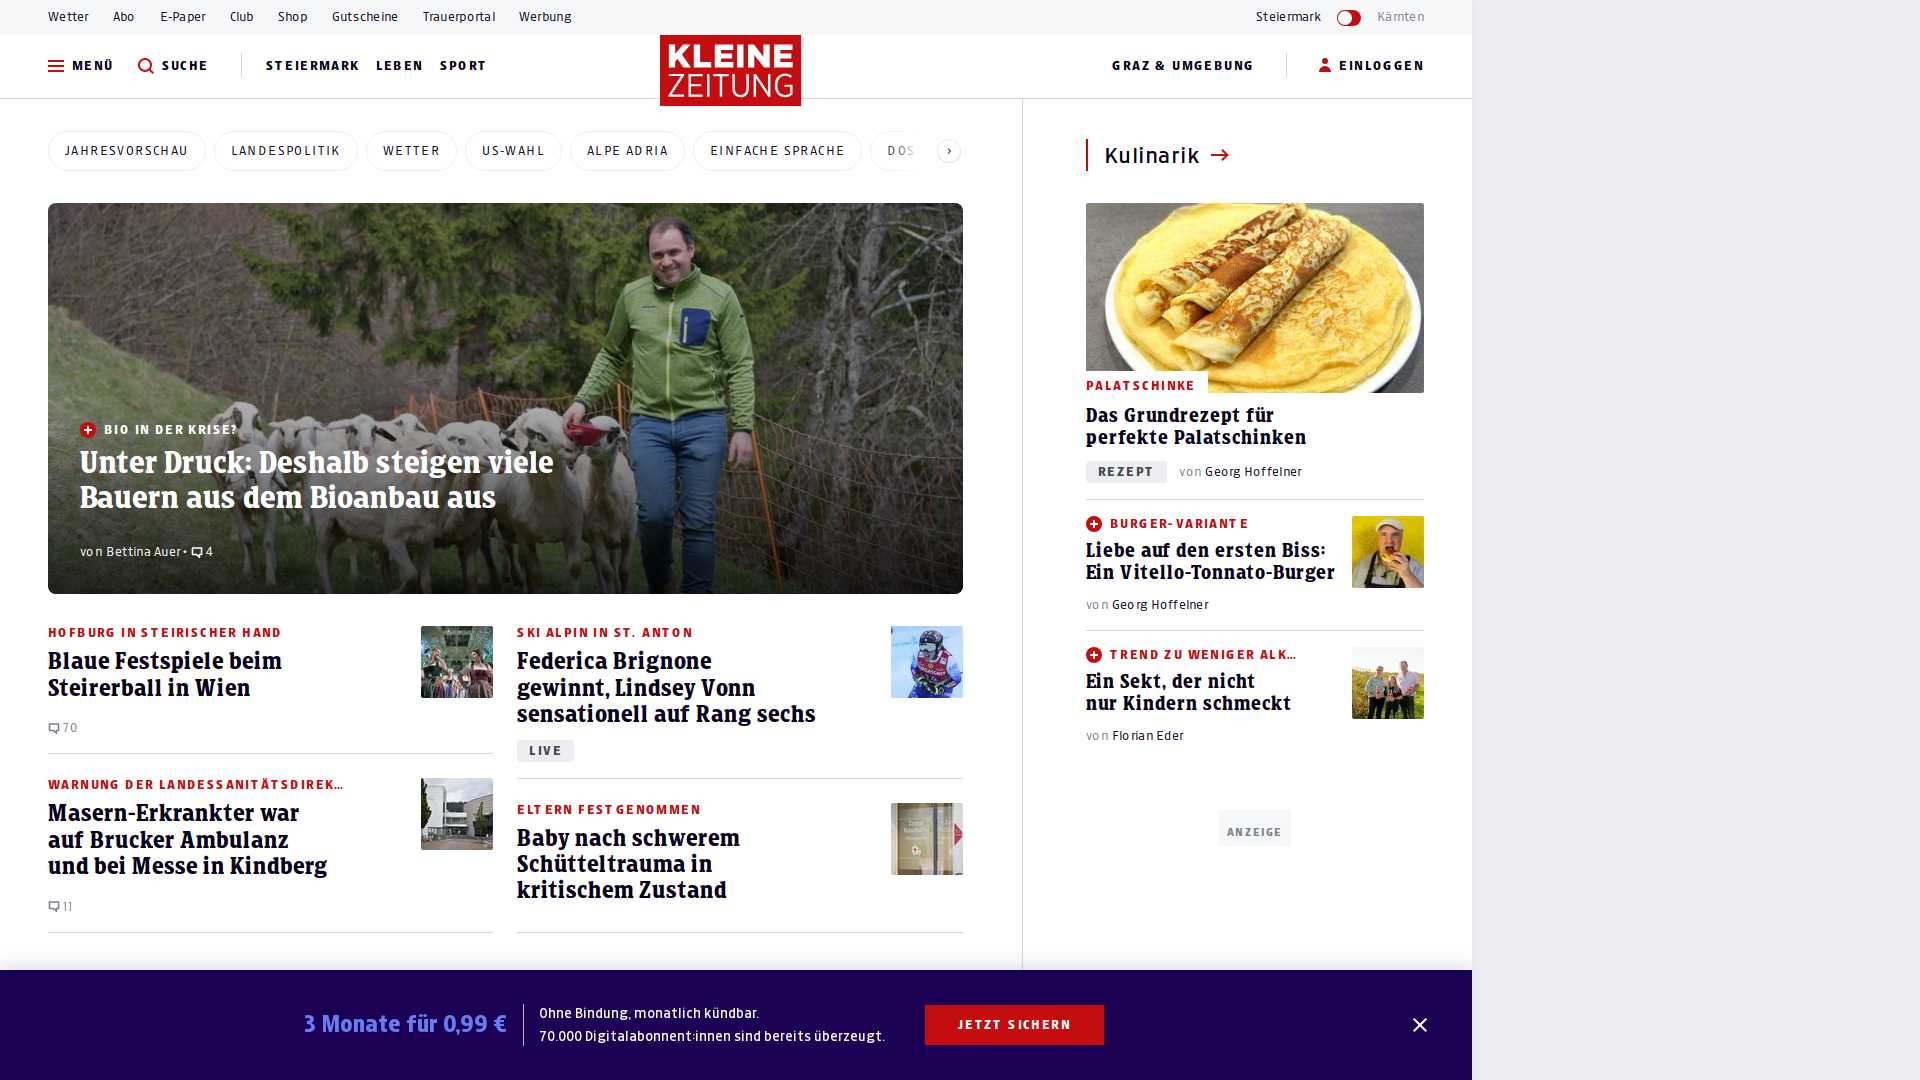 Wetter Abo E-Paper Club Shop Gutscheine Trauerportal Werbung Steiermark Kärnten
MENÜ SUCHE STEIERMARK LEBEN SPORT KLEINE ZEITUNG GRAZ & UMGEBUNG EINLOGGEN
JAHRESVORSCHAU LANDESPOLITIK WETTER US-WAHL ALPE ADRIA EINFACHE SPRACHE DOS
BIO IN DER KRISE?
Unter Druck: Deshalb steigen viele
Bauern aus dem Bioanbau aus
von Bettina Auer • 4
HOFBURG IN STEIRISCHER HAND
Blaue Festspiele beim
Steirerball in Wien
70
WARNUNG DER LANDESSANITÄTSDIREK...
Masern-Erkrankter war
auf Brucker Ambulanz
und bei Messe in Kindberg
11
SKI ALPIN IN ST. ANTON
Federica Brignone
gewinnt, Lindsey Vonn
sensationell auf Rang sechs
LIVE
ELTERN FESTGENOMMEN
Baby nach schwerem
Schütteltrauma in
kritischem Zustand
Kulinarik
PALATSCHINKE
Das Grundrezept für
perfekte Palatschinken
REZEPT von Georg Hoffelner
BURGER-VARIANTE
Liebe auf den ersten Biss:
Ein Vitello-Tonnato-Burger
von Georg Hoffelner
TREND ZU WENIGER ALK...
Ein Sekt, der nicht
nur Kindern schmeckt
von Florian Eder
ANZEIGE
3 Monate für 0,99 €
Ohne Bindung, monatlich kündbar.
70.000 Digitalabonnent:innen sind bereits überzeugt.
JETZT SICHERN